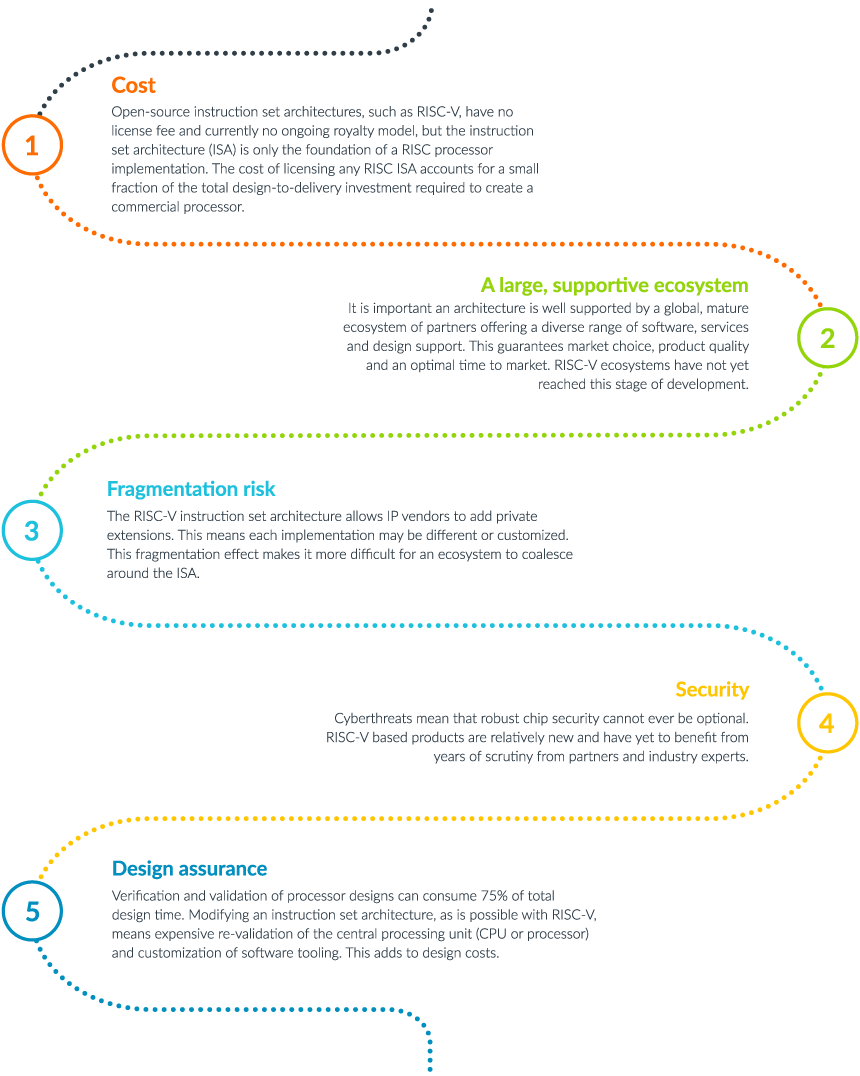 Cost
Open-source instruction set architectures, such as RISC-V, have no
license fee and currently no ongoing royalty model, but the instruction
set architecture (ISA) is only the foundation of a RISC processor
implementation. The cost of licensing any RISC ISA accounts for a small
fraction of the total design-to-delivery investment required to create a
commercial processor.
1
A large, supportive ecosystem
It is important an architecture is well supported by a global, mature
ecosystem of partners offering a diverse range of software, services
and design support. This guarantees market choice, product quality
and an optimal time to market. RISC-V ecosystems have not yet
reached this stage of development.
2
Fragmentation risk
The RISC-V instruction set architecture allows IP vendors to add private
extensions. This means each implementation may be different or customized.
This fragmentation effect makes it more difficult for an ecosystem to coalesce
around the ISA.
3
Security
Cyberthreats mean that robust chip security cannot ever be optional.
RISC-V based products are relatively new and have yet to benefit from
years of scrutiny from partners and industry experts.
4
Design assurance
Verification and validation of processor designs can consume 75% of total
design time. Modifying an instruction set architecture, as is possible with RISC-V,
means expensive re-validation of the central processing unit (CPU or processor)
and customization of software tooling. This adds to design costs.
5